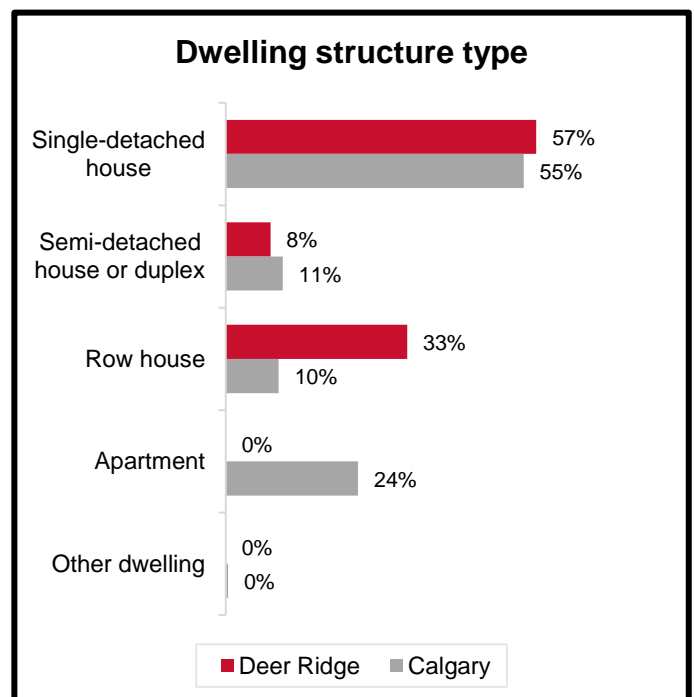 Dwelling structure type
Single-detached
house
57%
55%
Semi-detached
house or duplex
8%
11%
Row house
33%
10%
Apartment
0%
24%
Other dwelling
0%
0%
Deer Ridge Calgary